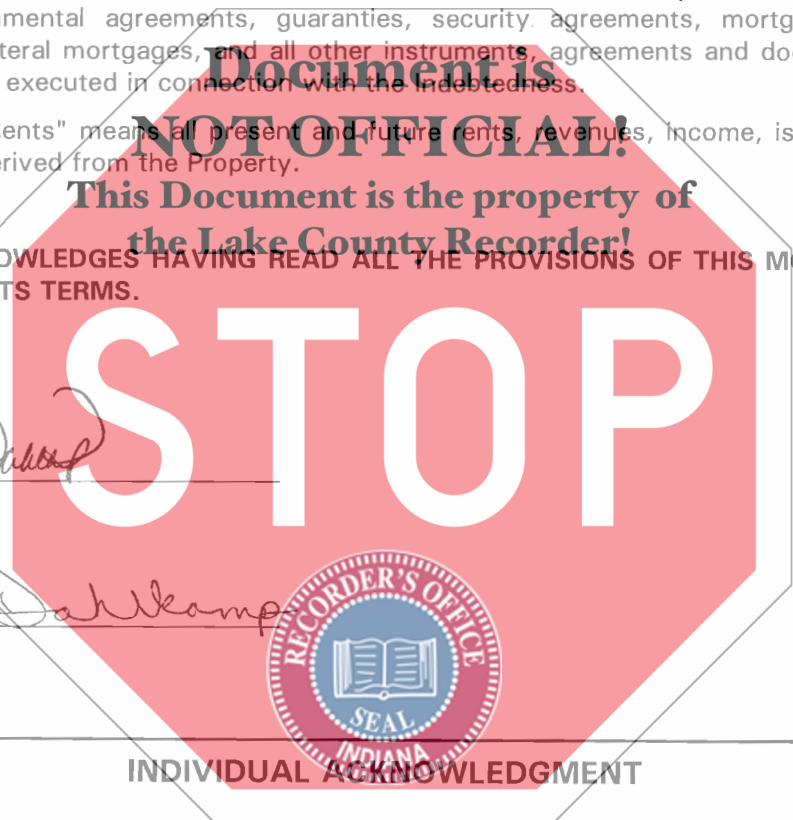 mental agreements, guaranties, security agreements, mortg
teral mortgages, and all other instruments, agreements and do
executed in connection with the Indebtedness.
Document is
ents" means all present and future rents, revenues, income, is
erived from the Property.
NOT OFFICIAL!
This Document is the property of
the Lake County Recorder!
OWLEDGES HAVING READ ALL THE PROVISIONS OF THIS M
TS TERMS.
STOP
Dahlkamp
RECORDER'S OFFICE
SEAL
INDIANA
INDIVIDUAL ACKNOWLEDGMENT